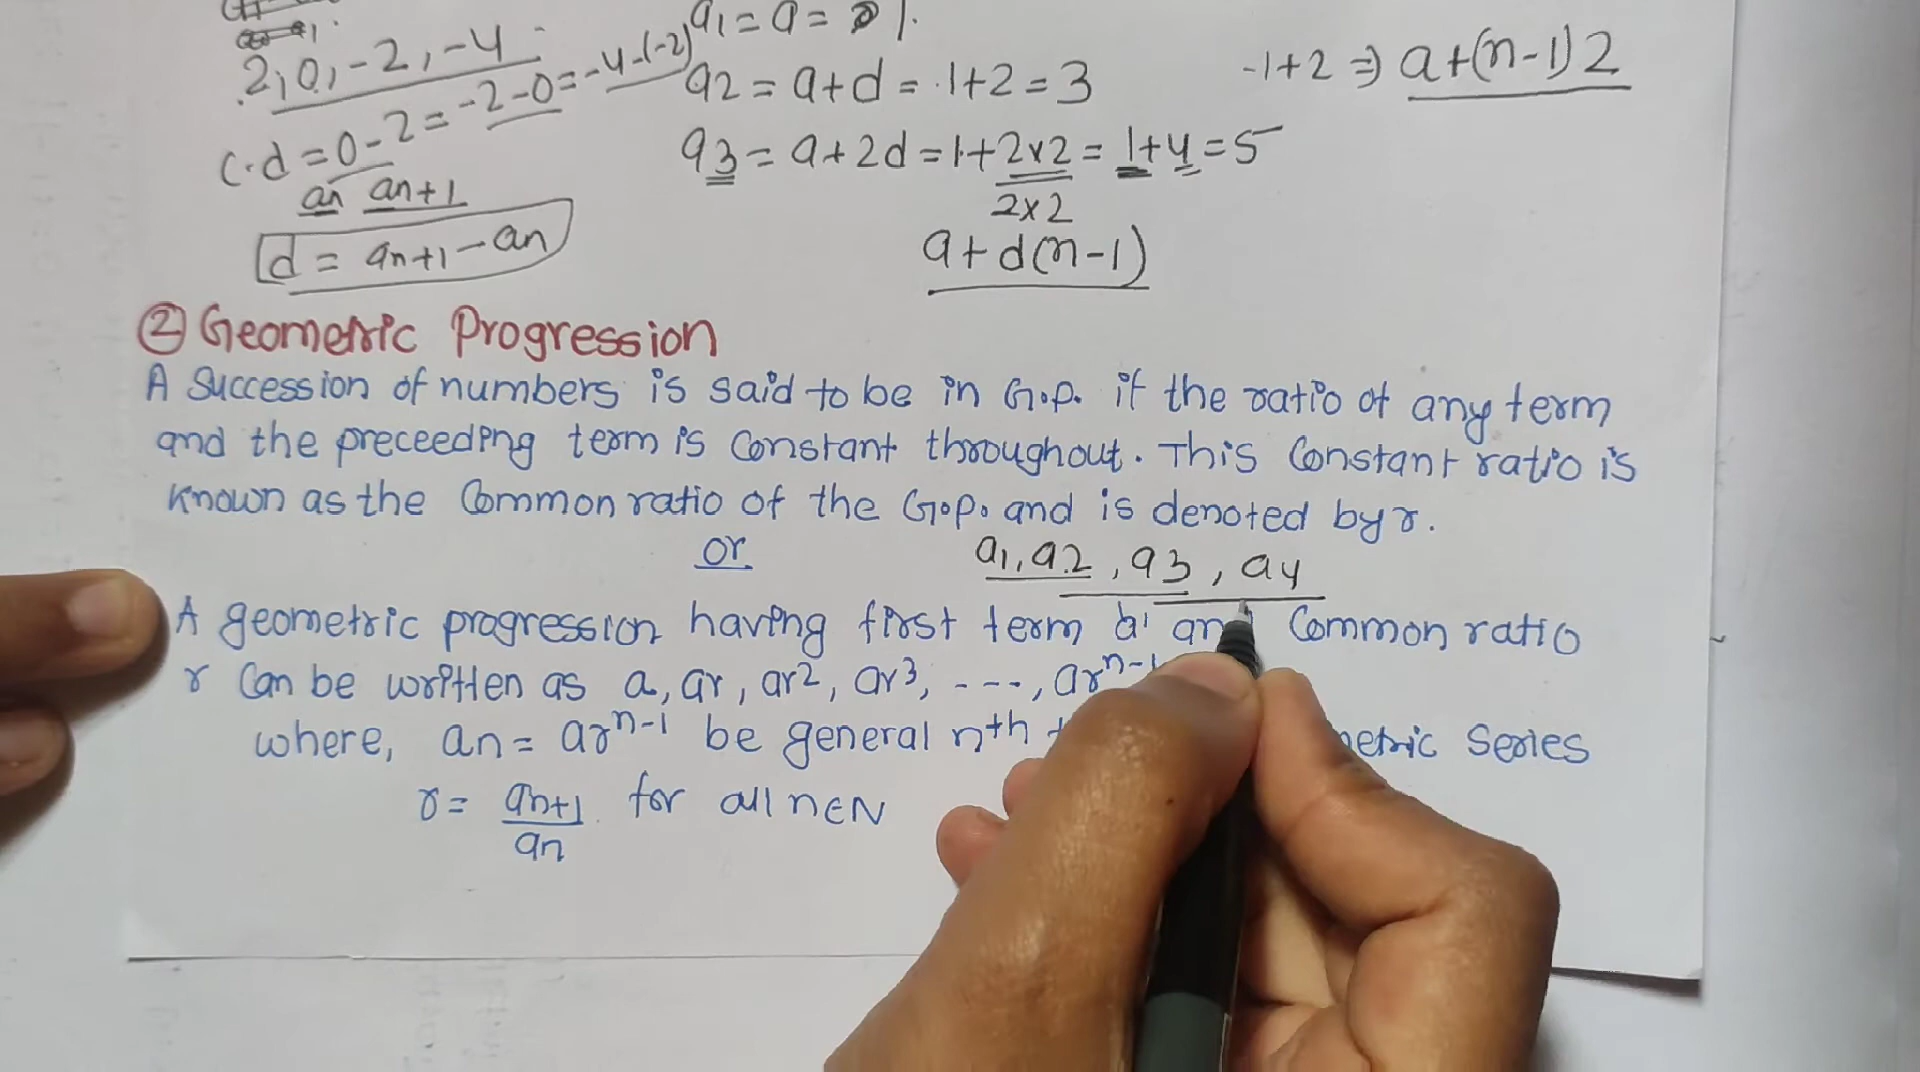 2, 0, -2, -4
C.d = 0-2 = -2-0 = -4-(-2)
an an+1
d = an+1 - an
a1 = a = 1.
a2 = a+d = 1+2 = 3
a3 = a+2d = 1+2x2 = 1+4 = 5
2x2
a+d(n-1)
-1+2 ⇒ a+(n-1)2
② Geometric Progression
A Succession of numbers is said to be in G.P. if the ratio of any term
and the preceeding term is Constant throughout. This Constant ratio is
known as the Common ratio of the G.P. and is denoted by r.
or
a1, a2, a3, a4
A geometric progression having first term 'a' Common ratio
r Can be written as a, ar, ar2, ar3, ---, arⁿ⁻¹
where, an = arⁿ⁻¹ be general nth Series
r = an+1/an for all n∈N